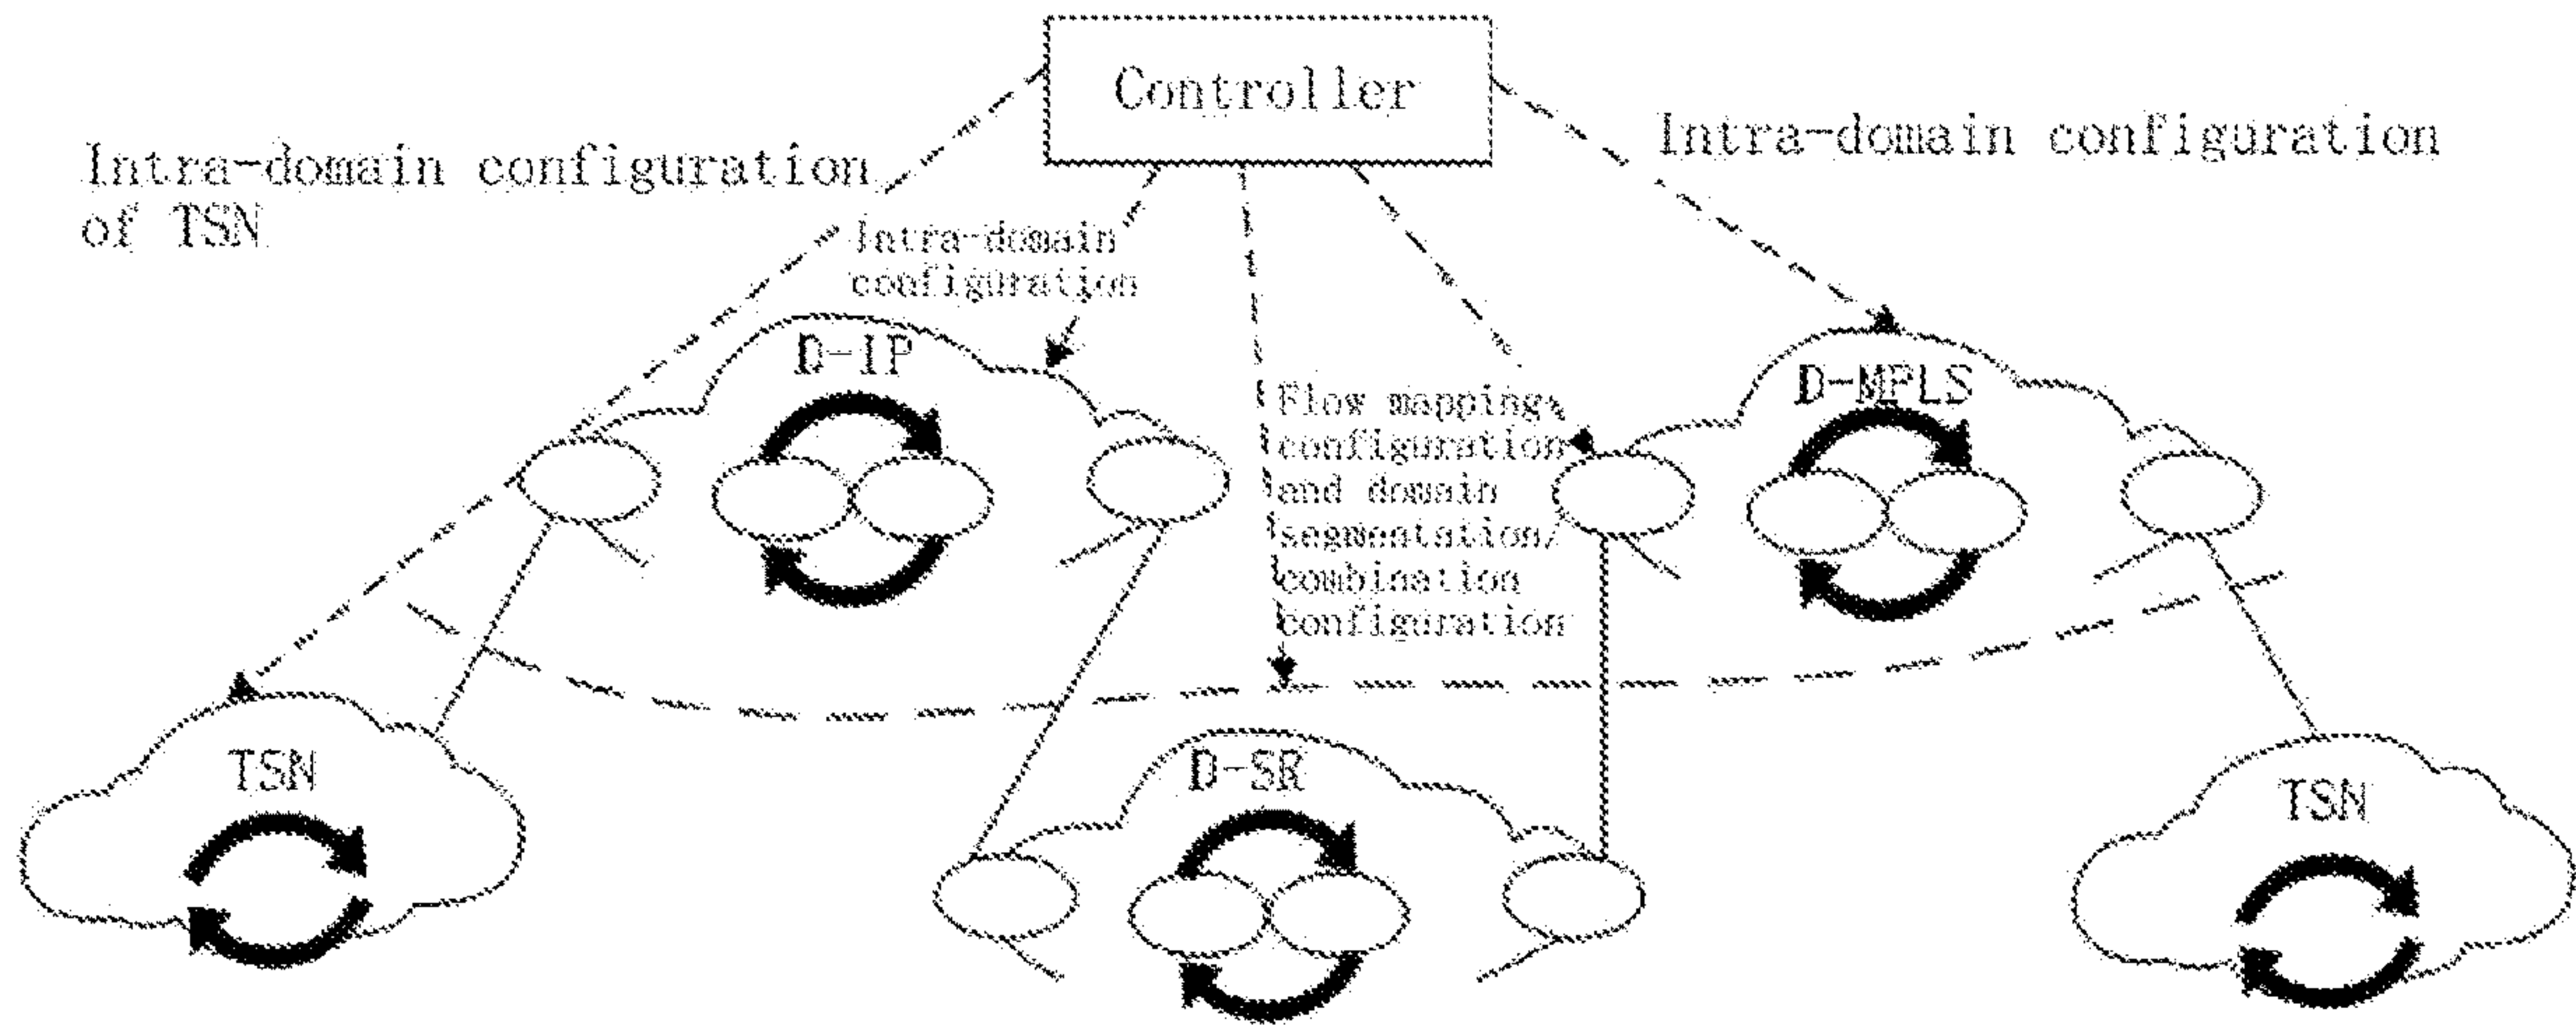 Controller
Intra-domain configuration
of TSN
Intra-domain configuration
Intra-domain
configuration
D-IP
D-MPLS
Flow mapping
configuration
and domain
segmentation/
combination
configuration
TSN
D-SR
TSN